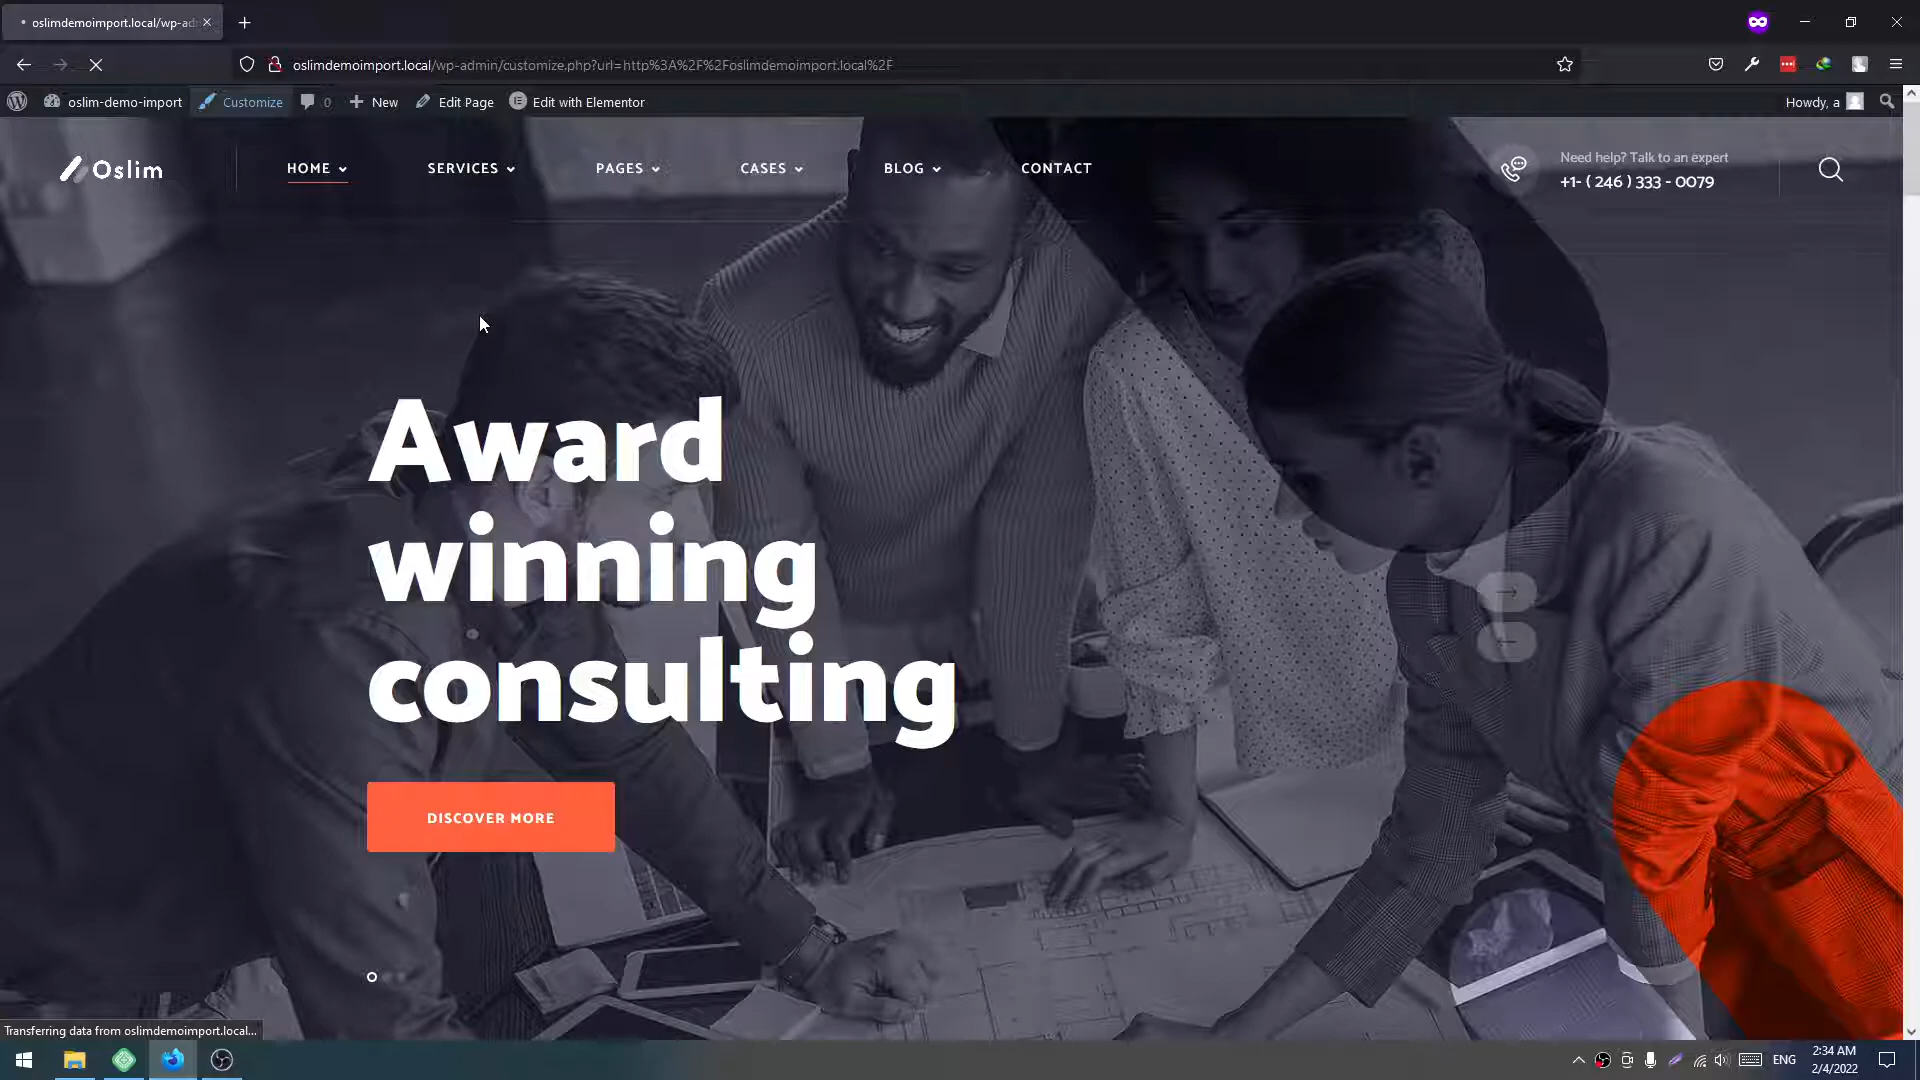 oslimdemoimport.local/wp-adm
oslimdemoimport.local/wp-admin/customize.php?url=http%3A%2F%2Foslimdemoimport.local%2F
oslim-demo-import
Customize
0
New
Edit Page
Edit with Elementor
Howdy, a
Oslim
HOME
SERVICES
PAGES
CASES
BLOG
CONTACT
Need help? Talk to an expert
+1- ( 246 ) 333 - 0079
Award
winning
consulting
DISCOVER MORE
Transferring data from oslimdemoimport.local...
ENG
2:34 AM
2/4/2022